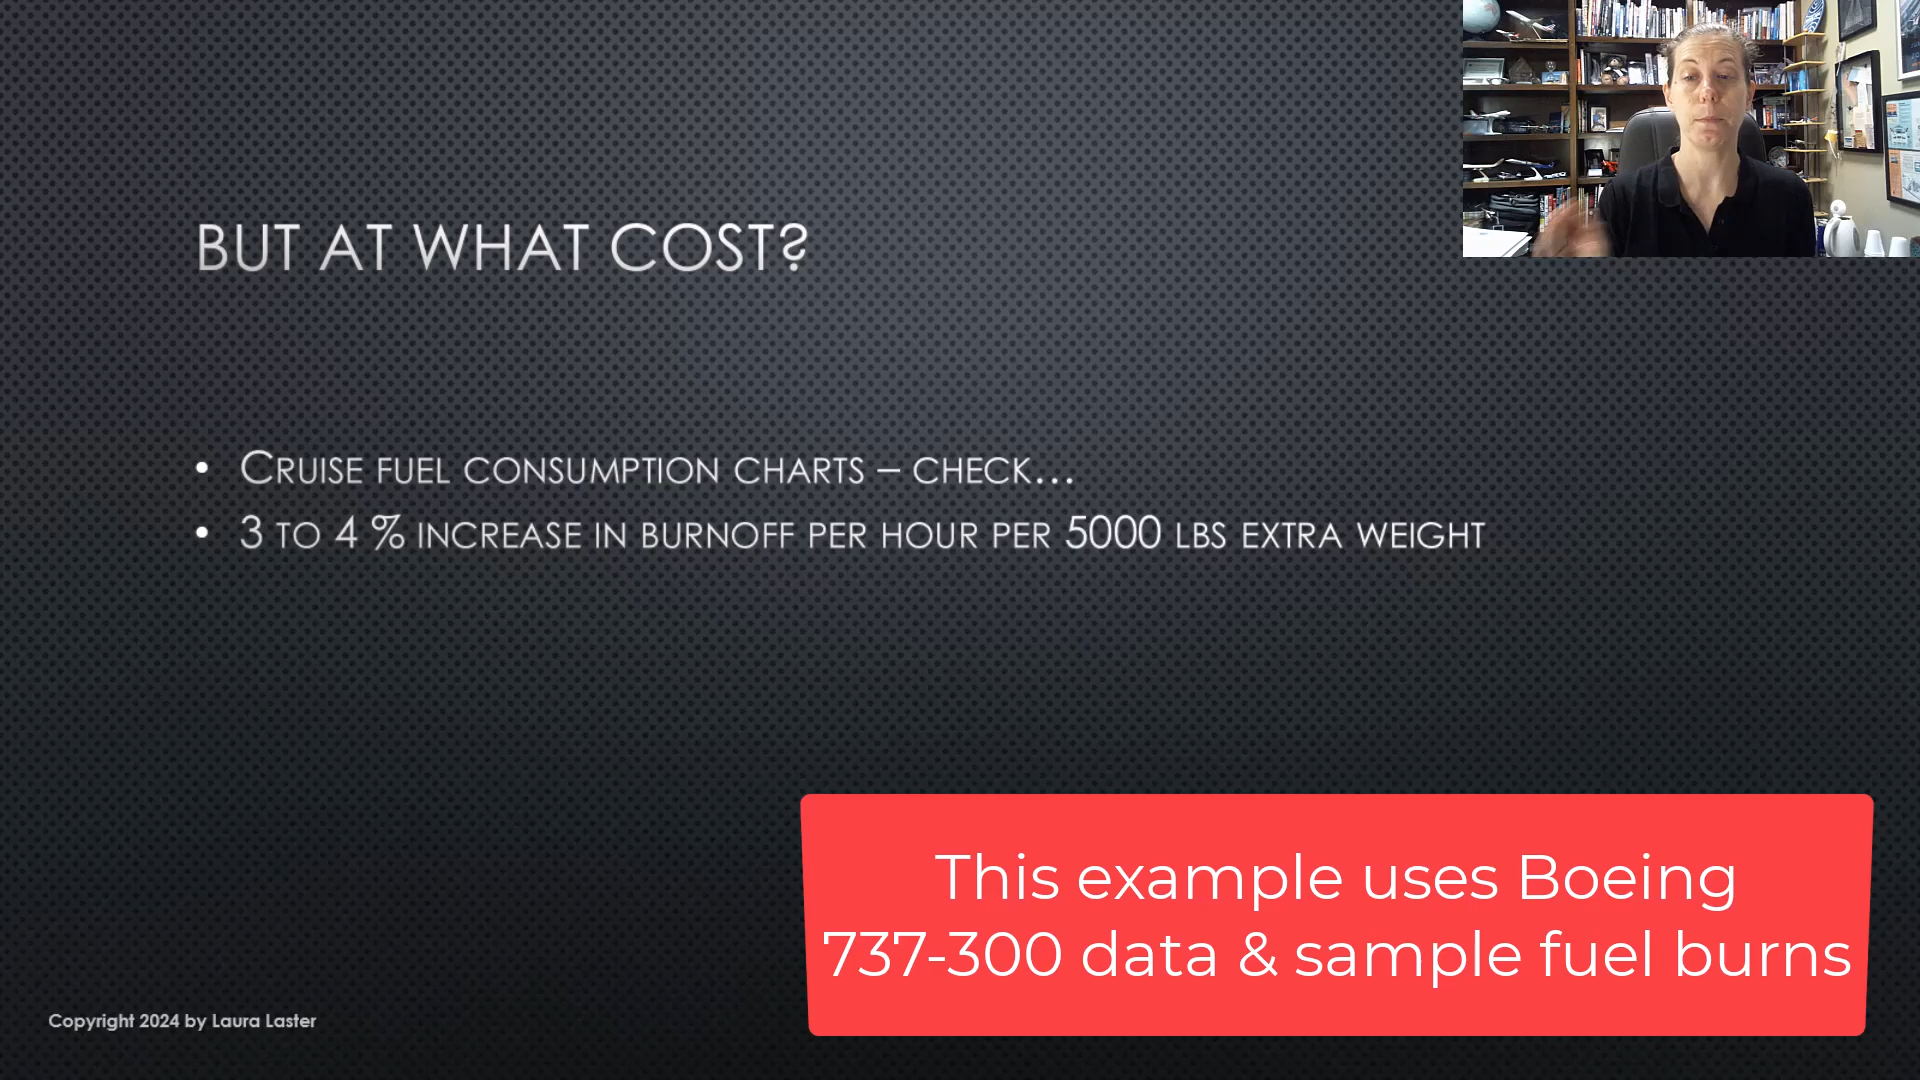 BUT AT WHAT COST?
• CRUISE FUEL CONSUMPTION CHARTS – CHECK...
• 3 TO 4 % INCREASE IN BURNOFF PER HOUR PER 5000 LBS EXTRA WEIGHT
This example uses Boeing
737-300 data & sample fuel burns
Copyright 2024 by Laura Laster